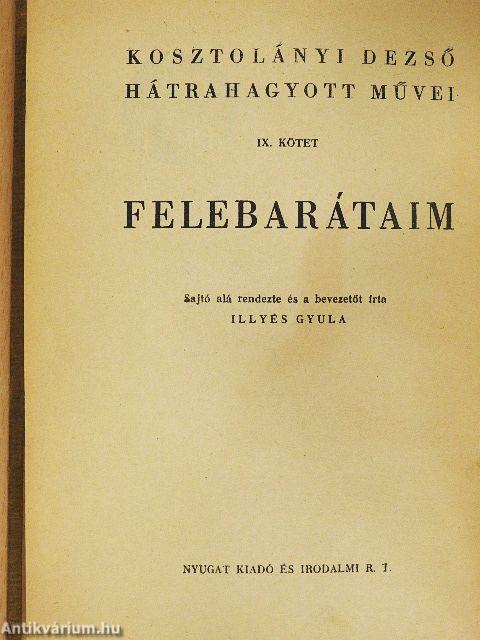 KOSZTOLÁNYI DEZSŐ
HÁTRAHAGYOTT MŰVEI
IX. KÖTET
FELEBARÁTAIM
Sajtó alá rendezte és a bevezetőt írta
ILLYÉS GYULA
NYUGAT KIADÓ ÉS IRODALMI R. T.
Antikvárium.hu